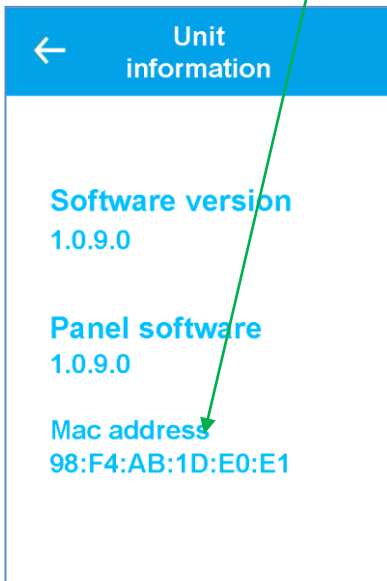 Unit
information
Software version
1.0.9.0
Panel software
1.0.9.0
Mac address
98:F4:AB:1D:E0:E1